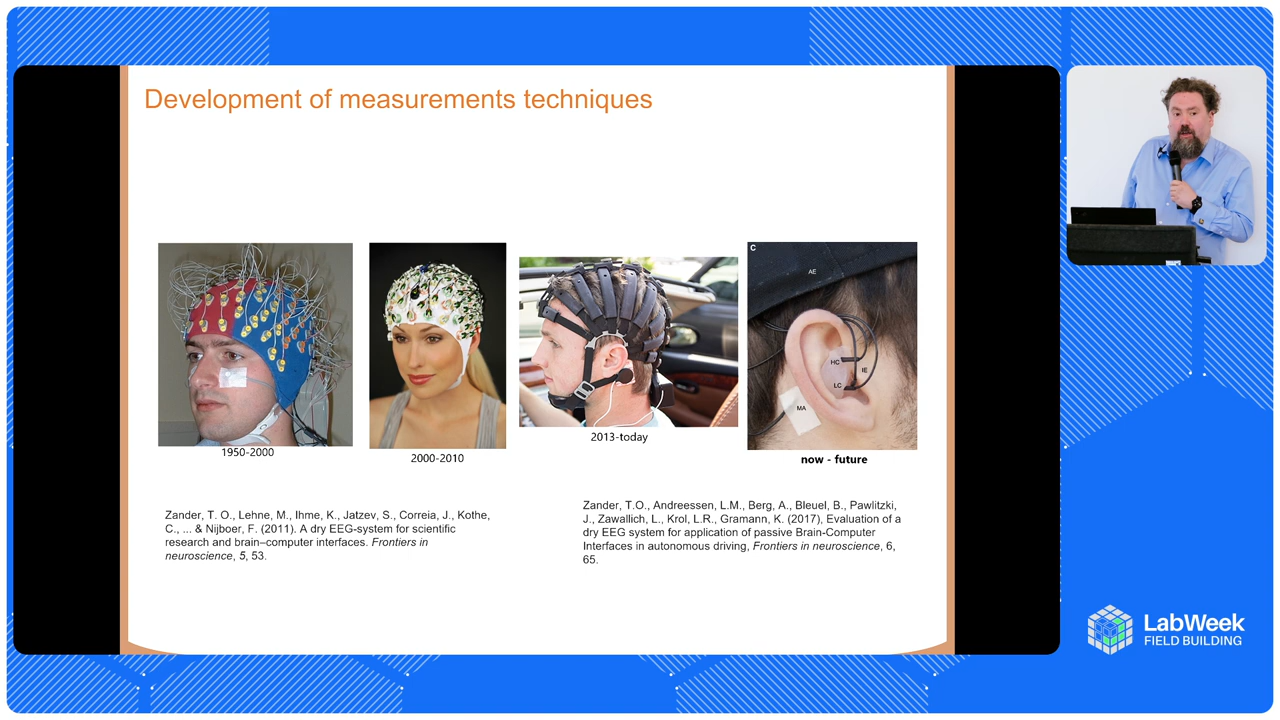 Development of measurements techniques
C
AE
HC
IE
LC
MA
1950-2000
2000-2010
2013-today
now - future
Zander, T. O., Lehne, M., Ihme, K., Jatzev, S., Correia, J., Kothe,
C., ... & Nijboer, F. (2011). A dry EEG-system for scientific
research and brain–computer interfaces. Frontiers in
neuroscience, 5, 53.
Zander, T.O., Andreessen, L.M., Berg, A., Bleuel, B., Pawlitzki,
J., Zawallich, L., Krol, L.R., Gramann, K. (2017), Evaluation of a
dry EEG system for application of passive Brain-Computer
Interfaces in autonomous driving, Frontiers in neuroscience, 6,
65.
LabWeek
FIELD BUILDING